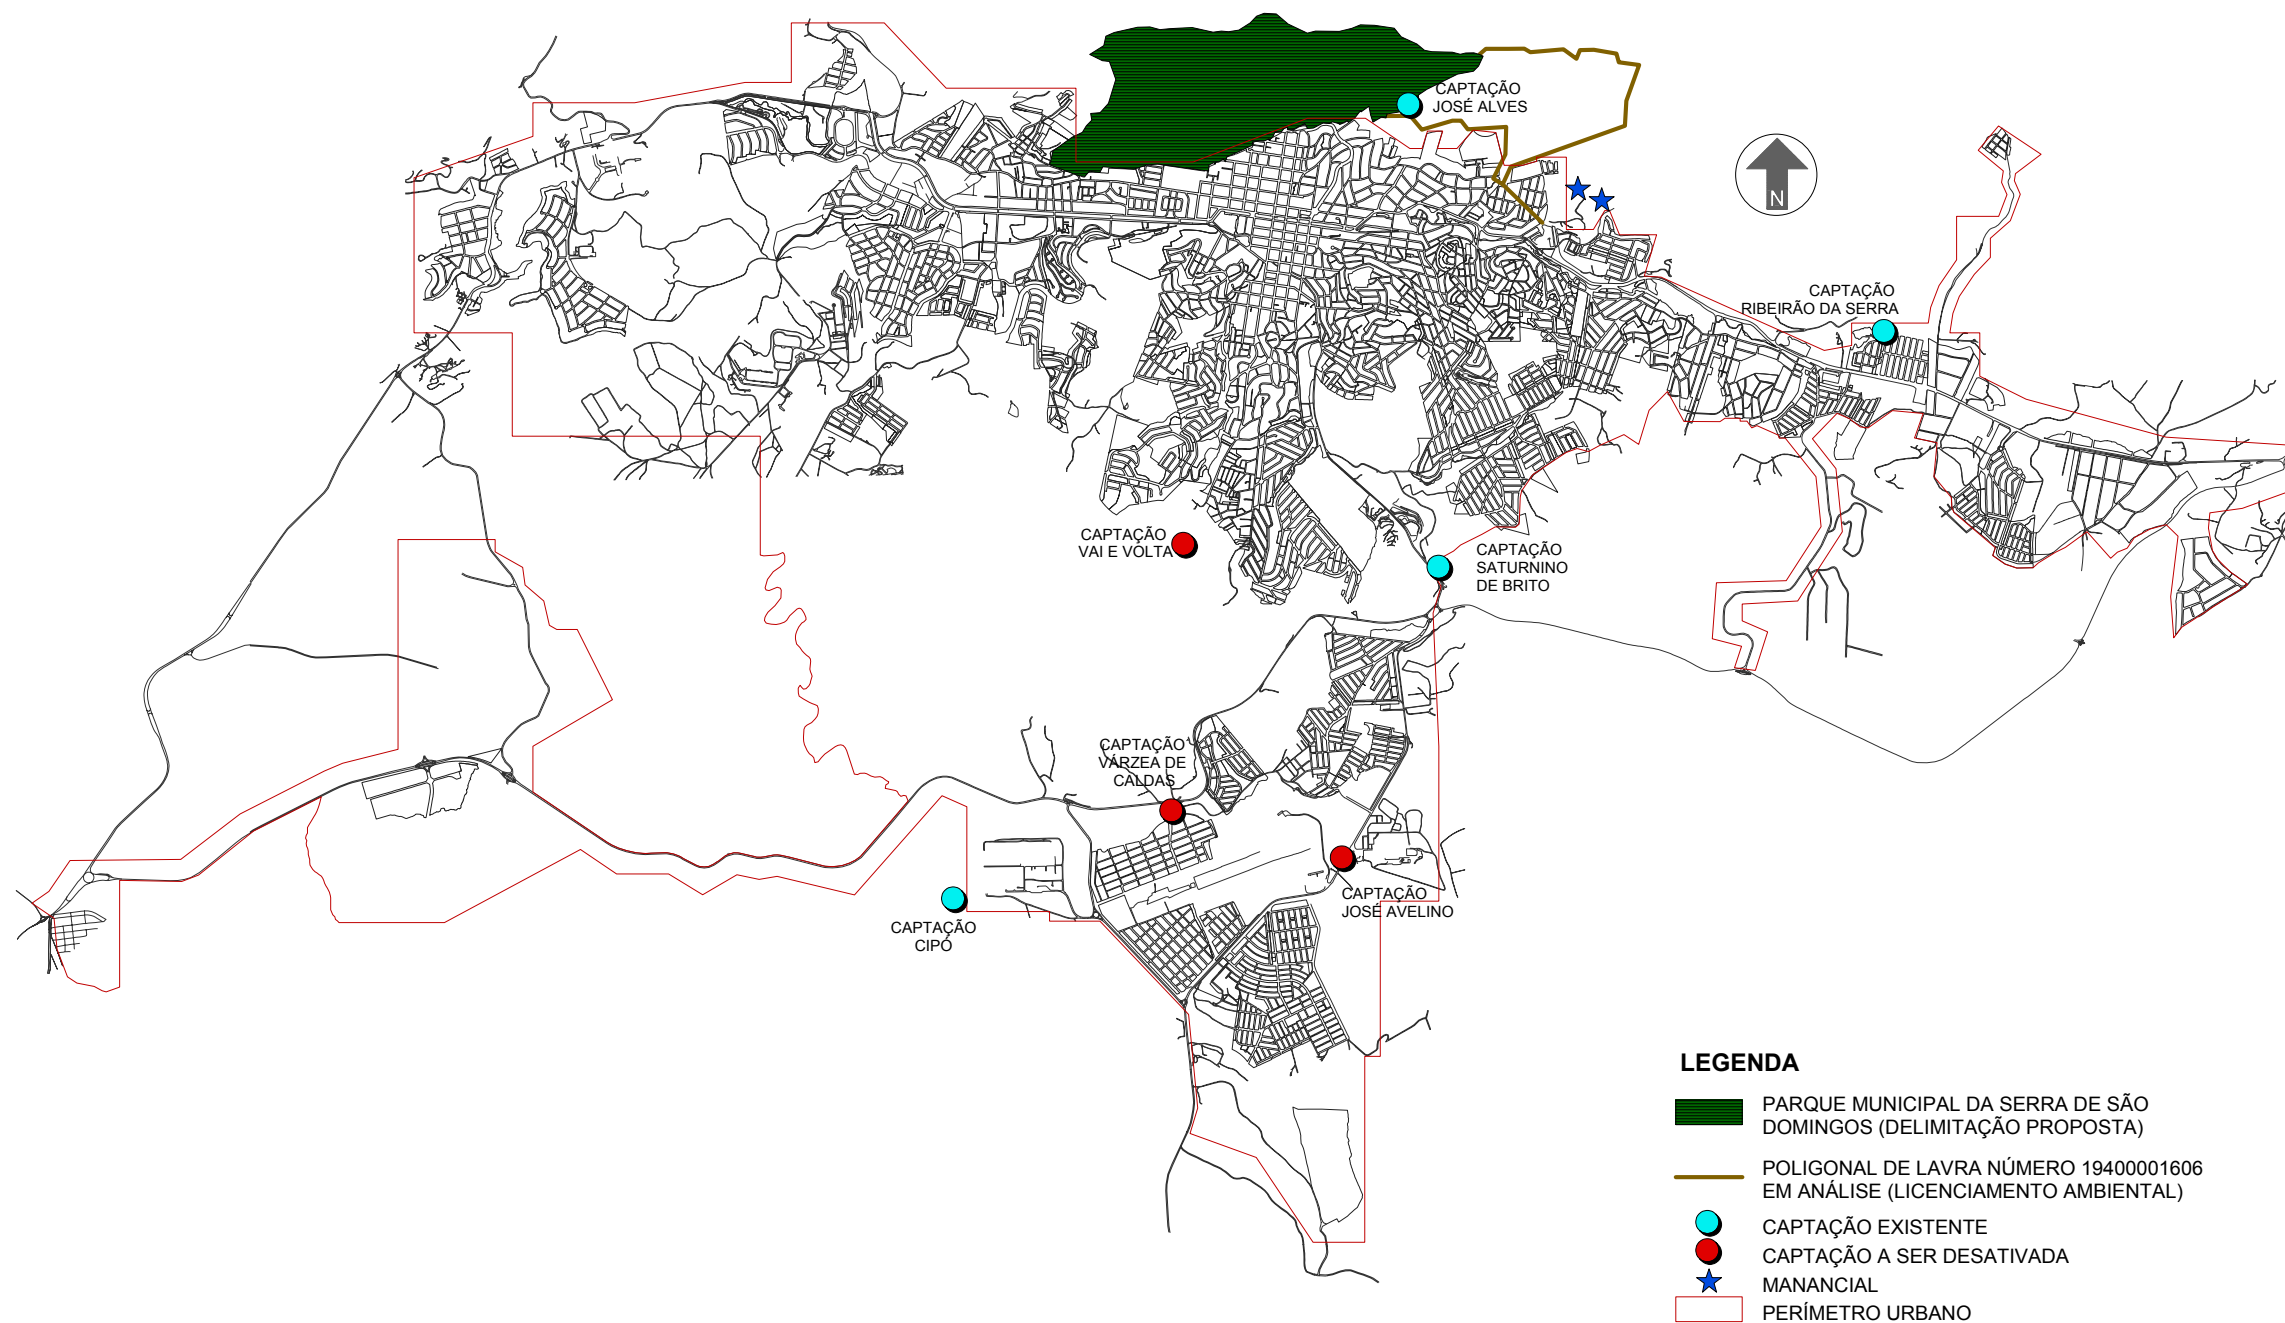 CAPTAÇÃO
JOSÉ ALVES
N
CAPTAÇÃO
RIBEIRÃO DA SERRA
CAPTAÇÃO
VAI E VOLTA
CAPTAÇÃO
SATURNINO
DE BRITO
CAPTAÇÃO
VÁRZEA DE
CALDAS
CAPTAÇÃO
JOSÉ AVELINO
CAPTAÇÃO
CIPÓ
LEGENDA
PARQUE MUNICIPAL DA SERRA DE SÃO
DOMINGOS (DELIMITAÇÃO PROPOSTA)
POLIGONAL DE LAVRA NÚMERO 19400001606
EM ANÁLISE (LICENCIAMENTO AMBIENTAL)
CAPTAÇÃO EXISTENTE
CAPTAÇÃO A SER DESATIVADA
MANANCIAL
PERÍMETRO URBANO